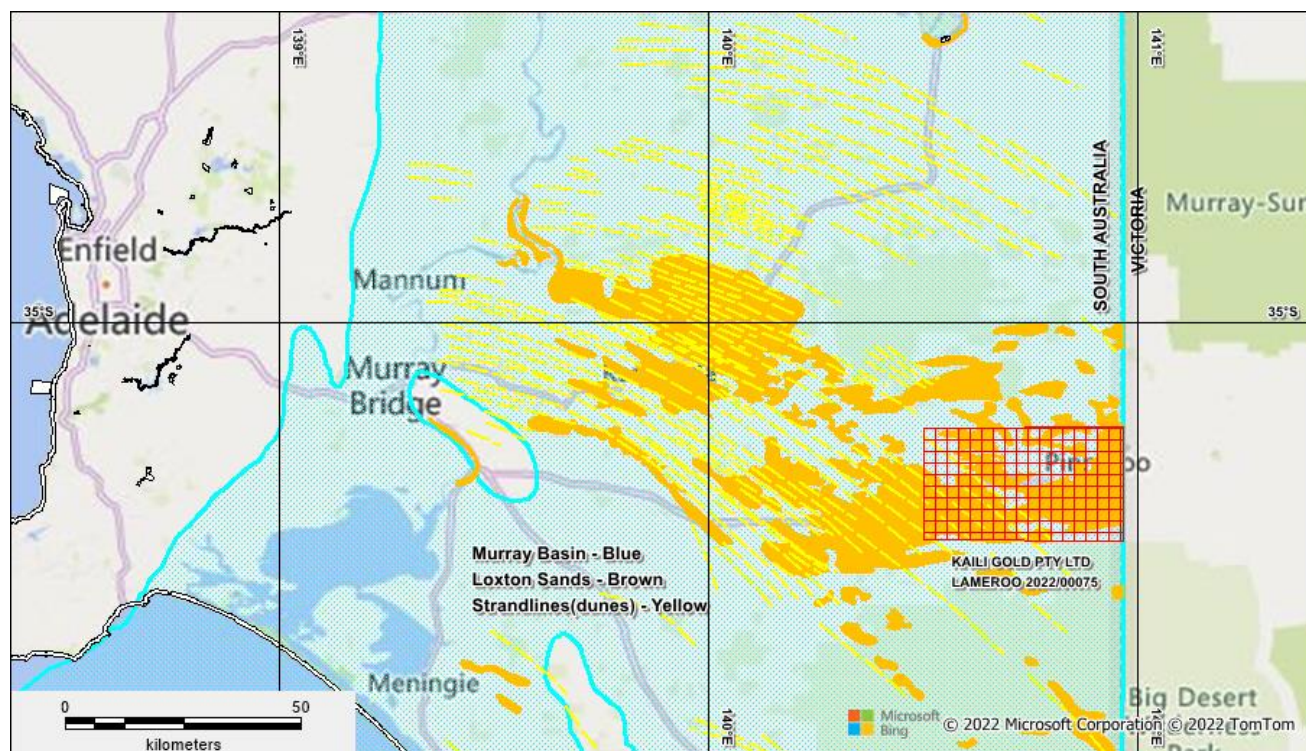 139°E
140°E
141°E
SOUTH AUSTRALIA
VICTORIA
Murray-Sun
Enfield
Mannum
35°S
35°S
Adelaide
Murray
Bridge
KAILI GOLD PTY LTD
LAMEROO 2022/00075
Murray Basin - Blue
Loxton Sands - Brown
Strandlines(dunes) - Yellow
Meningie
Big Desert
140°E
0
50
kilometers
Microsoft
Bing
© 2022 Microsoft Corporation © 2022 TomTom